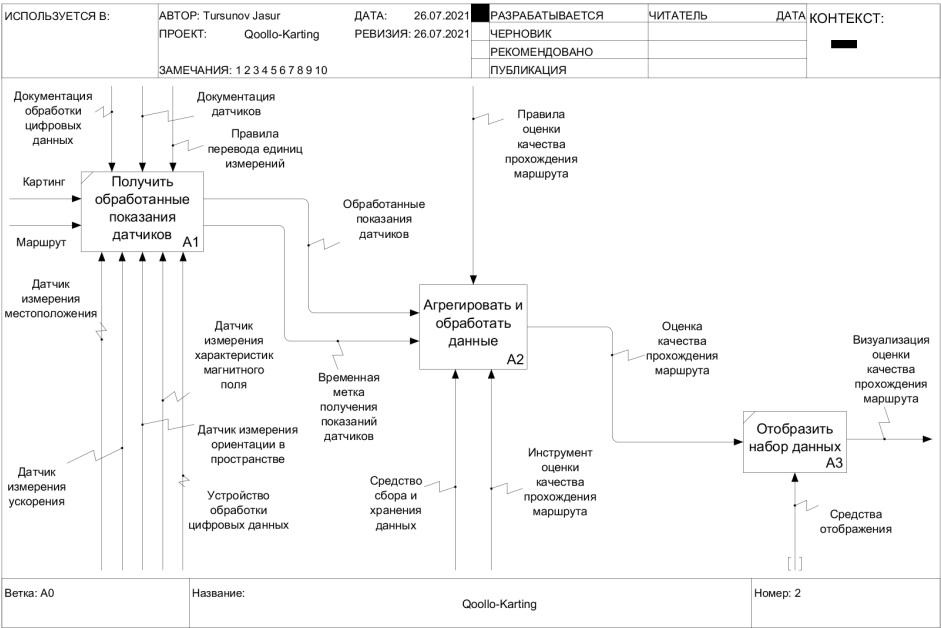 ИСПОЛЬЗУЕТСЯ В:
АВТОР: Tursunov Jasur
ДАТА: 26.07.2021
ПРОЕКТ: Qoollo-Karting
РЕВИЗИЯ: 26.07.2021
ЗАМЕЧАНИЯ: 1 2 3 4 5 6 7 8 9 10
РАЗРАБАТЫВАЕТСЯ
ЧЕРНОВИК
РЕКОМЕНДОВАНО
ПУБЛИКАЦИЯ
ЧИТАТЕЛЬ
ДАТА
КОНТЕКСТ:
Документация
обработки
цифровых
данных
Документация
датчиков
Правила
перевода единиц
измерений
Правила
оценки
качества
прохождения
маршрута
Картинг
Маршрут
Получить
обработанные
показания
датчиков
A1
Обработанные
показания
датчиков
Датчик
измерения
местоположения
Датчик
измерения
характеристик
магнитного
поля
Временная
метка
получения
показаний
датчиков
Агрегировать и
обработать
данные
A2
Оценка
качества
прохождения
маршрута
Визуализация
оценки
качества
прохождения
маршрута
Датчик измерения
ориентации в
пространстве
Датчик
измерения
ускорения
Устройство
обработки
цифровых данных
Средство
сбора и
хранения
данных
Инструмент
оценки
качества
прохождения
маршрута
Отобразить
набор данных
A3
Средства
отображения
Ветка: A0
Название:
Qoollo-Karting
Номер: 2